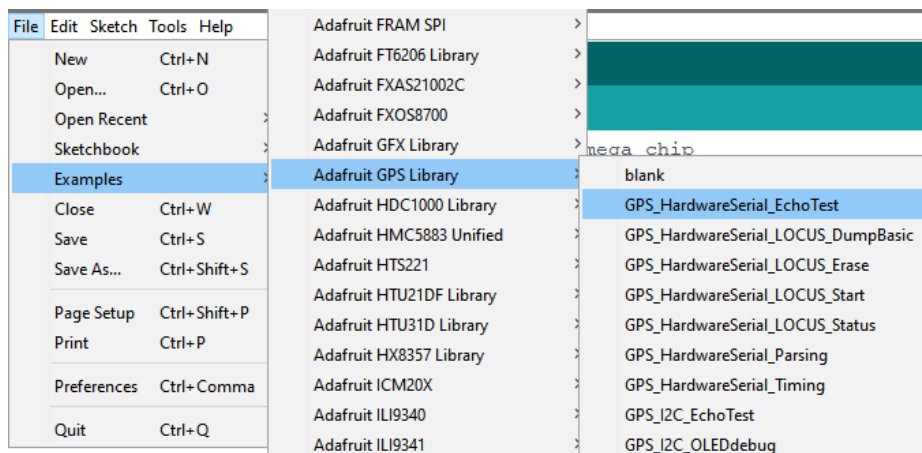 File Edit Sketch Tools Help
New Ctrl+N
Open... Ctrl+O
Open Recent
Sketchbook
Examples
Close Ctrl+W
Save Ctrl+S
Save As... Ctrl+Shift+S
Page Setup Ctrl+Shift+P
Print Ctrl+P
Preferences Ctrl+Comma
Quit Ctrl+Q
Adafruit FRAM SPI
Adafruit FT6206 Library
Adafruit FXAS21002C
Adafruit FXOS8700
Adafruit GFX Library
Adafruit GPS Library
Adafruit HDC1000 Library
Adafruit HMC5883 Unified
Adafruit HTS221
Adafruit HTU21DF Library
Adafruit HTU31D Library
Adafruit HX8357 Library
Adafruit ICM20X
Adafruit ILI9340
Adafruit ILI9341
mega chip
blank
GPS_HardwareSerial_EchoTest
GPS_HardwareSerial_LOCUS_DumpBasic
GPS_HardwareSerial_LOCUS_Erase
GPS_HardwareSerial_LOCUS_Start
GPS_HardwareSerial_LOCUS_Status
GPS_HardwareSerial_Parsing
GPS_HardwareSerial_Timing
GPS_I2C_EchoTest
GPS_I2C_OLEDdebug